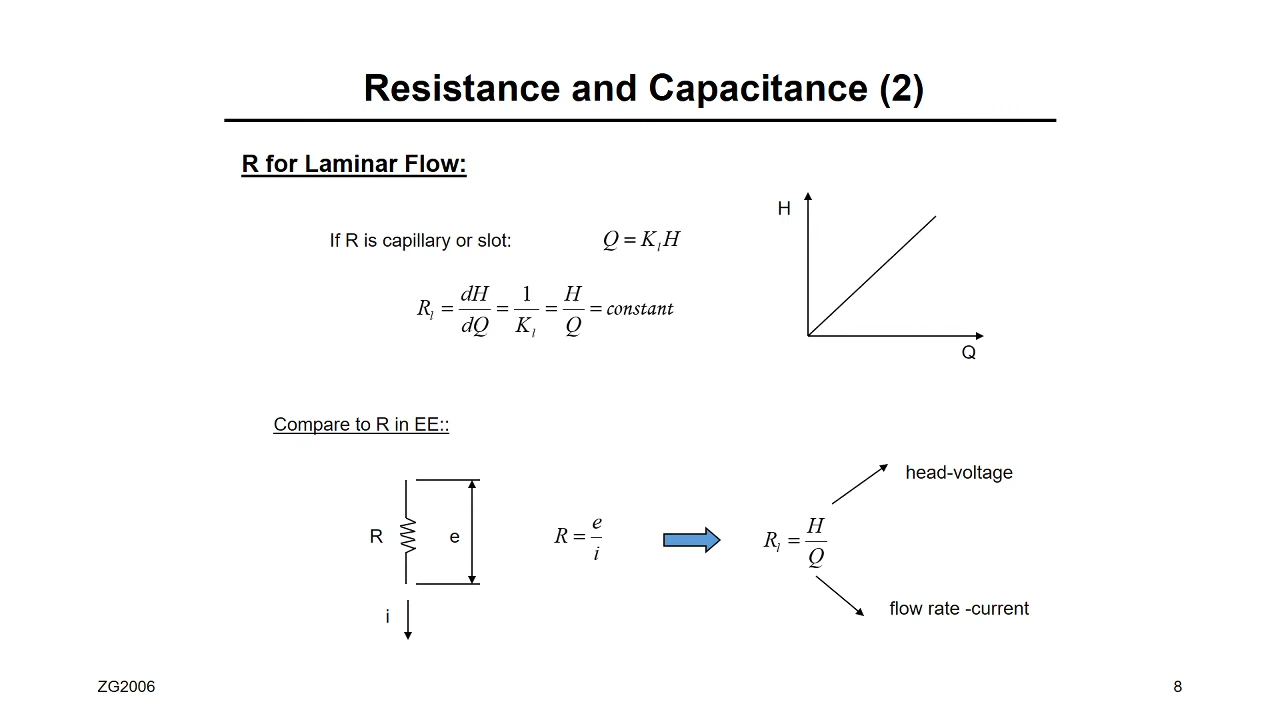 Resistance and Capacitance (2)
R for Laminar Flow:
If R is capillary or slot: Q = K_l H
R_l = dH/dQ = 1/K_l = H/Q = constant
H
Q
Compare to R in EE::
R
e
i
R = e/i
R_l = H/Q
head-voltage
flow rate -current
ZG2006
8